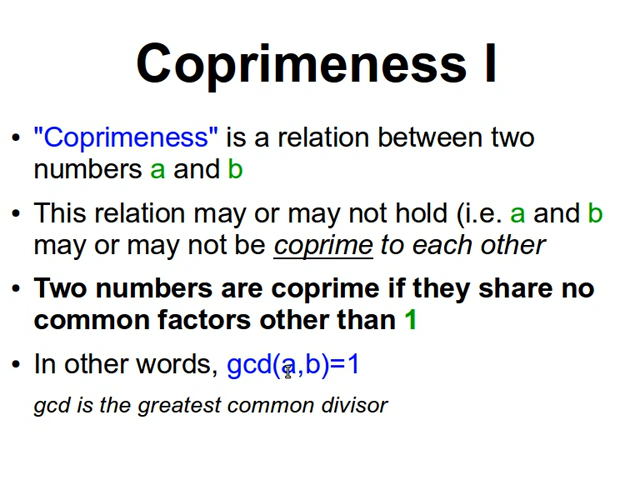 Coprimeness I
• "Coprimeness" is a relation between two
numbers a and b
• This relation may or may not hold (i.e. a and b
may or may not be coprime to each other
• Two numbers are coprime if they share no
common factors other than 1
• In other words, gcd(a,b)=1
gcd is the greatest common divisor